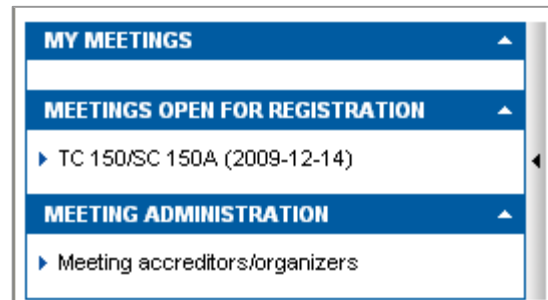 MY MEETINGS
MEETINGS OPEN FOR REGISTRATION
TC 150/SC 150A (2009-12-14)
MEETING ADMINISTRATION
Meeting accreditors/organizers